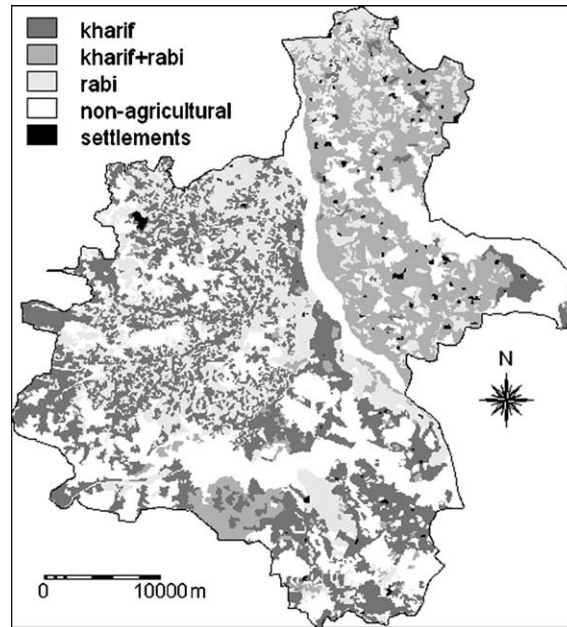 kharif
kharif+rabi
rabi
non-agricultural
settlements
N
0 10000 m